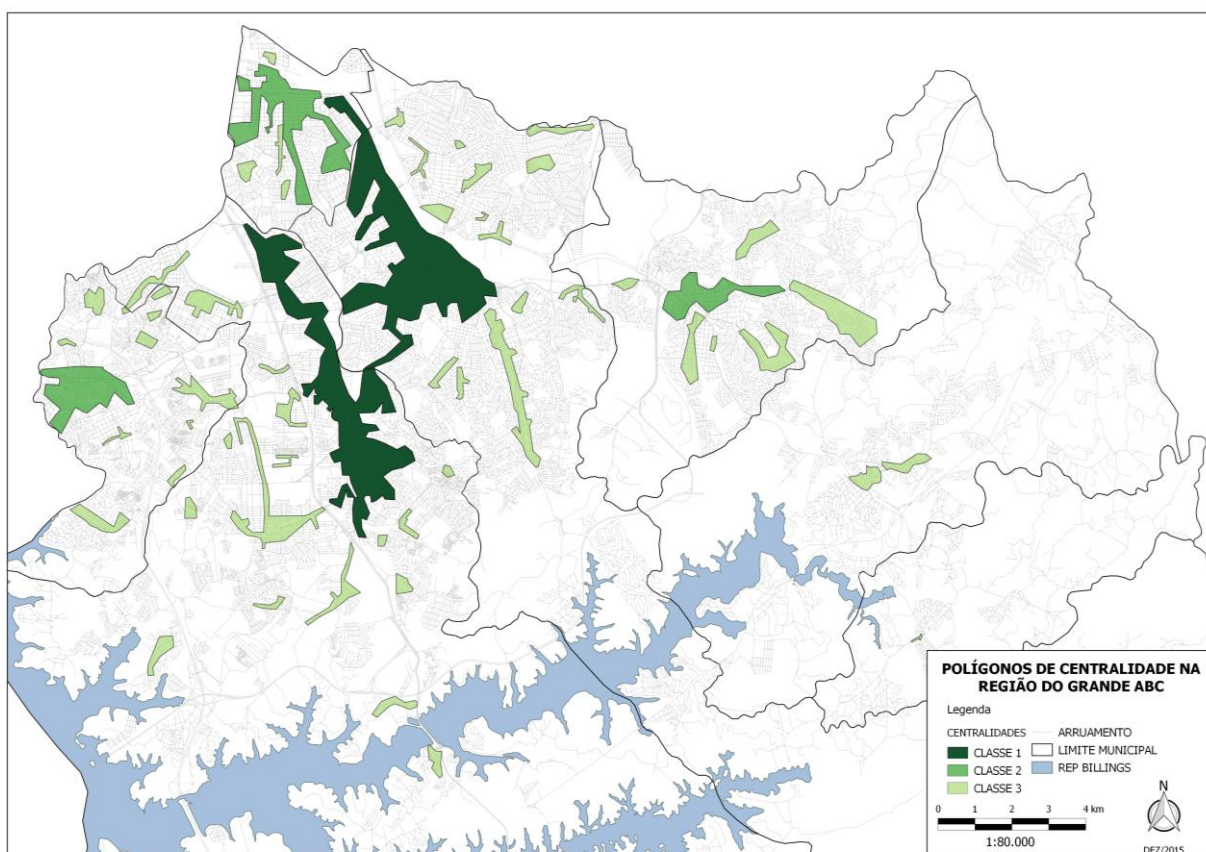 POLÍGONOS DE CENTRALIDADE NA
REGIÃO DO GRANDE ABC
Legenda
CENTRALIDADES
CLASSE 1
CLASSE 2
CLASSE 3
ARRUAMENTO
LIMITE MUNICIPAL
REP BILLINGS
0 1 2 3 4 km
1:80.000
N
DEZ/2015